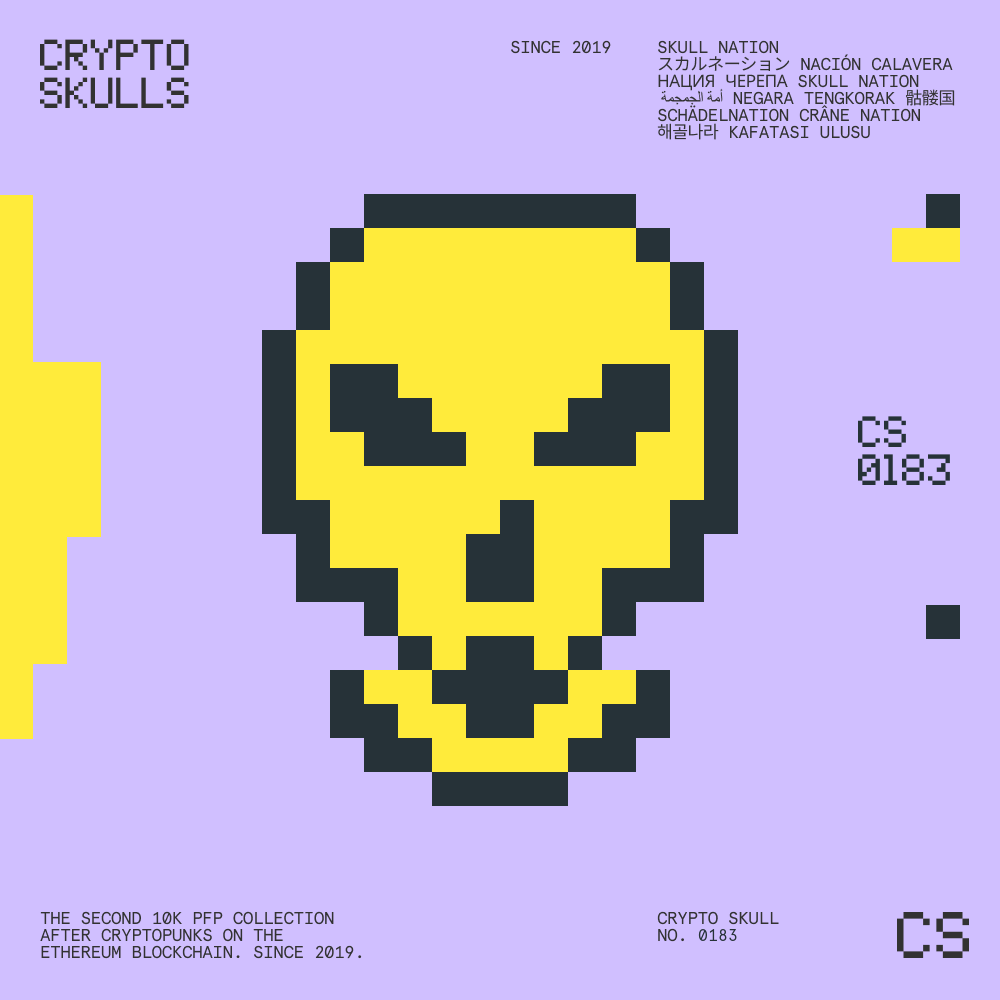 CRYPTO
SKULLS
SINCE 2019
SKULL NATION
スカルネーション NACIÓN CALAVERA
НАЦИЯ ЧЕРЕПА SKULL NATION
أمة الجمجمة NEGARA TENGKORAK 骷髅国
SCHÄDELNATION CRÂNE NATION
해골나라 KAFATASI ULUSU
CS
0183
THE SECOND 10K PFP COLLECTION
AFTER CRYPTOPUNKS ON THE
ETHEREUM BLOCKCHAIN. SINCE 2019.
CRYPTO SKULL
NO. 0183
CS